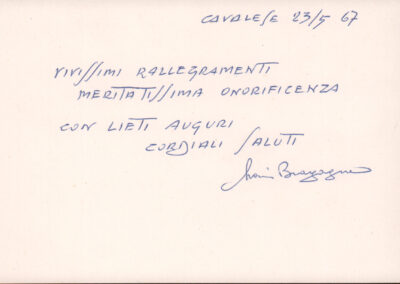 CAVALESE 23/5 67
VIVISSIMI RALLEGRAMENTI
MERITATISSIMA ONORIFICENZA
CON LIETI AUGURI
CORDIALI SALUTI